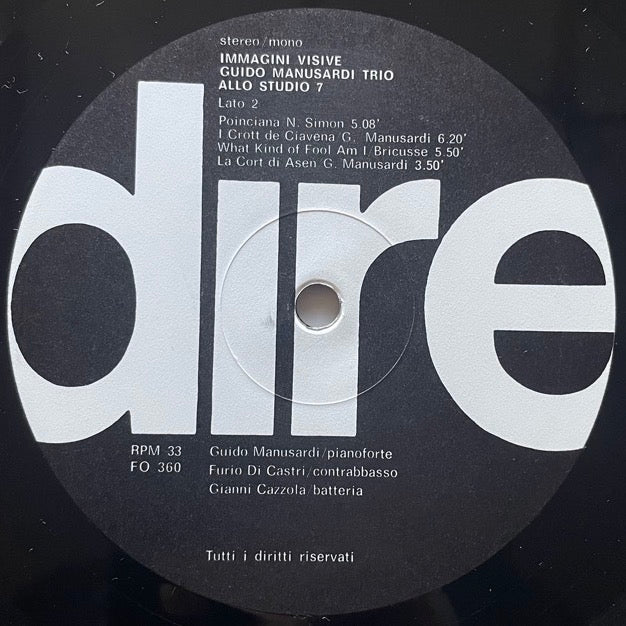 stereo/mono
IMMAGINI VISIVE
GUIDO MANUSARDI TRIO
ALLO STUDIO 7
Lato 2
Poinciana N. Simon 5.08'
I Crott de Ciavena G. Manusardi 6.20'
What Kind of Fool Am I/Bricusse 5.50'
La Cort di Asen G. Manusardi 3.50'
dire
RPM 33 Guido Manusardi/pianoforte
FO 360 Furio Di Castri/contrabbasso
Gianni Cazzola/batteria
Tutti i diritti riservati